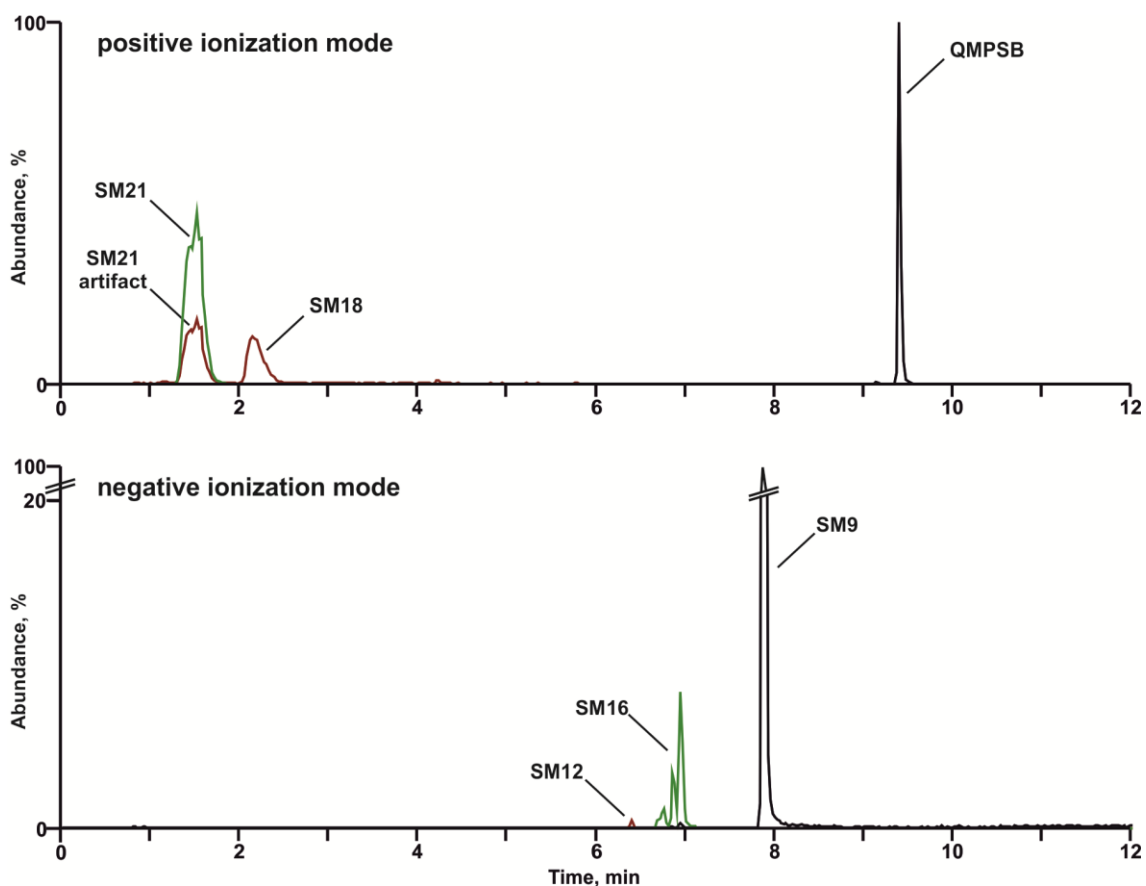 100
positive ionization mode
QMPSB
SM21
SM21
artifact
SM18
Abundance, %
0
0 2 4 6 8 10 12
100
negative ionization mode
20
SM9
SM16
SM12
Abundance, %
0
0 2 4 6 8 10 12
Time, min